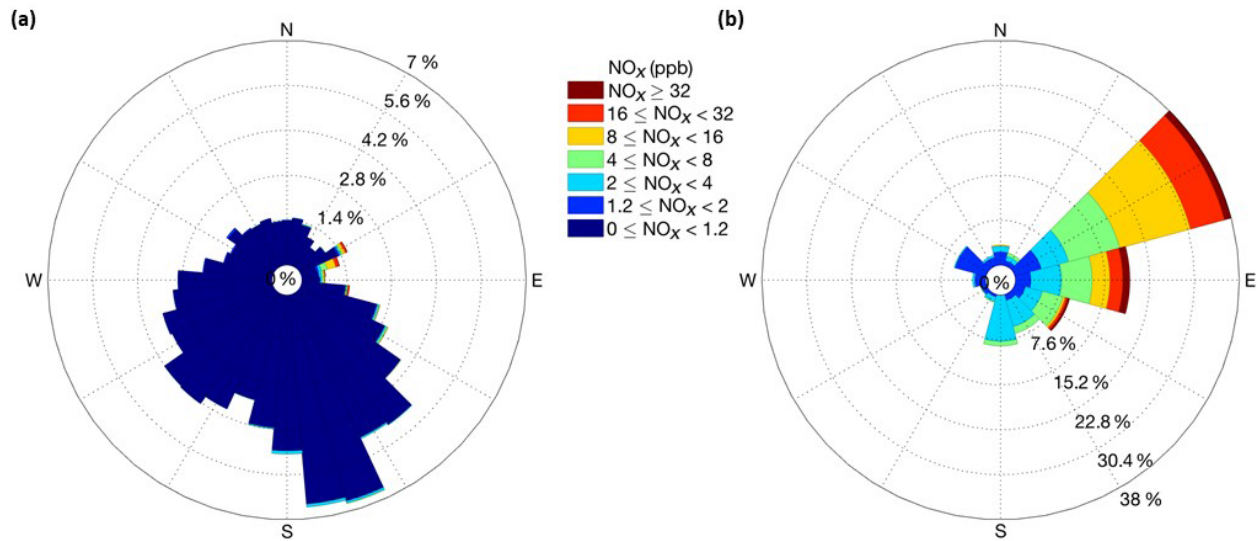 (a)
N
7 %
5.6 %
4.2 %
2.8 %
1.4 %
0 %
W
E
S
NOX (ppb)
NOX ≥ 32
16 ≤ NOX < 32
8 ≤ NOX < 16
4 ≤ NOX < 8
2 ≤ NOX < 4
1.2 ≤ NOX < 2
0 ≤ NOX < 1.2
(b)
N
W
0 %
E
7.6 %
15.2 %
22.8 %
30.4 %
38 %
S